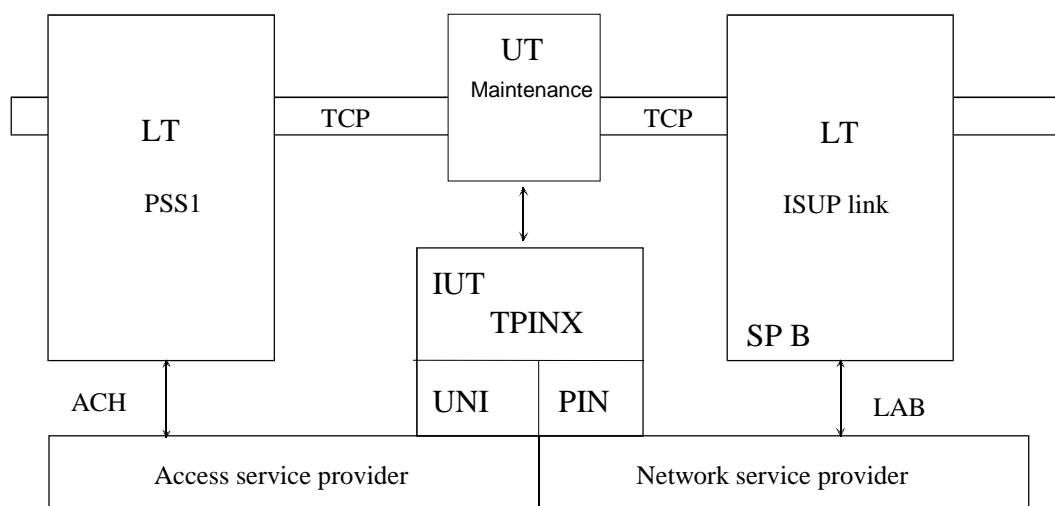 UT
Maintenance
LT
TCP
TCP
LT
PSS1
ISUP link
IUT
TPINX
SP B
ACH
UNI
PIN
LAB
Access service provider
Network service provider